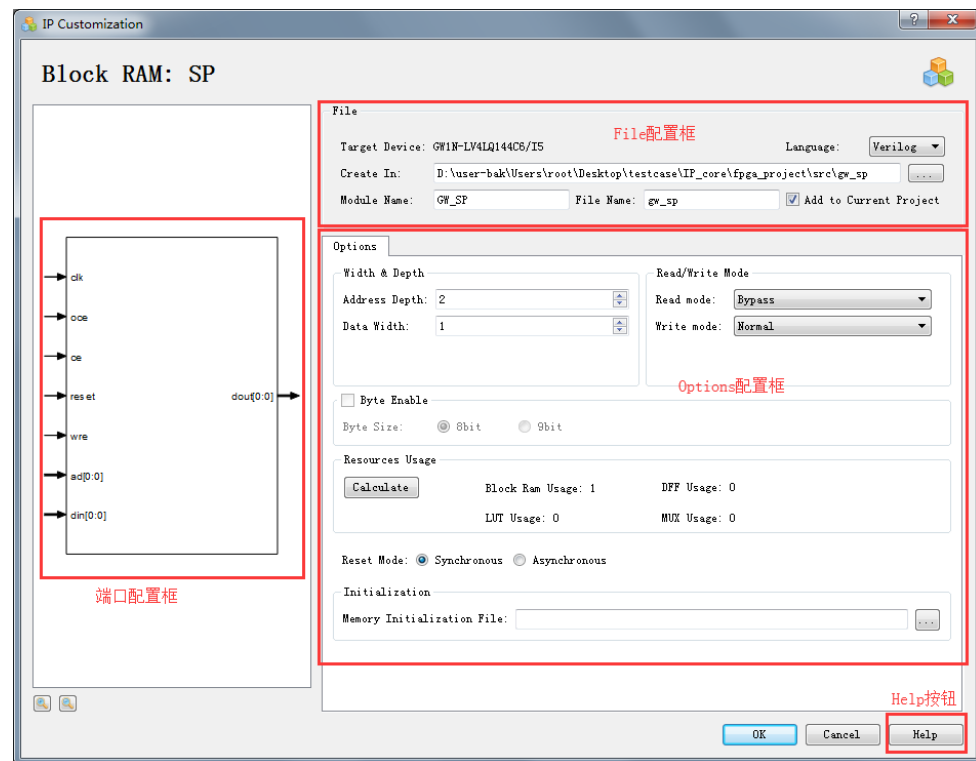 IP Customization
Block RAM: SP
File
File配置框
Target Device: GW1N-LV4LQ144C6/I5 Language: Verilog
Create In: D:\user-bak\Users\root\Desktop\testcase\IP_core\fpga_project\src\gw_sp ...
Module Name: GW_SP File Name: gw_sp Add to Current Project
Options
Width & Depth Read/Write Mode
Address Depth: 2 Read mode: Bypass
Data Width: 1 Write mode: Normal
Options配置框
Byte Enable
Byte Size: 8bit 9bit
Resources Usage
Calculate Block Ram Usage: 1 DFF Usage: 0
LUT Usage: 0 MUX Usage: 0
Reset Mode: Synchronous Asynchronous
Initialization
Memory Initialization File: ...
clk
oce
ce
reset dout[0:0]
wre
ad[0:0]
din[0:0]
端口配置框
Help按钮
OK Cancel Help